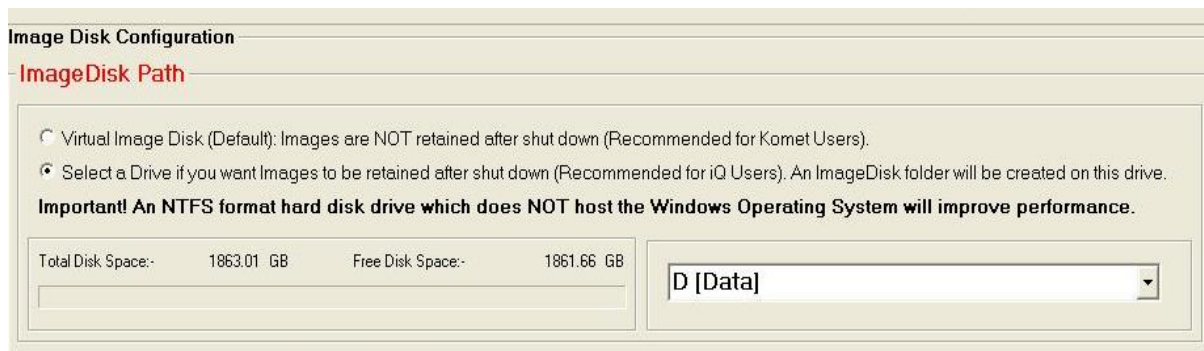 Image Disk Configuration
ImageDisk Path
Virtual Image Disk (Default): Images are NOT retained after shut down (Recommended for Komet Users).
Select a Drive if you want Images to be retained after shut down (Recommended for iQ Users). An ImageDisk folder will be created on this drive.
Important! An NTFS format hard disk drive which does NOT host the Windows Operating System will improve performance.
Total Disk Space:- 1863.01 GB Free Disk Space:- 1861.66 GB
D [Data]